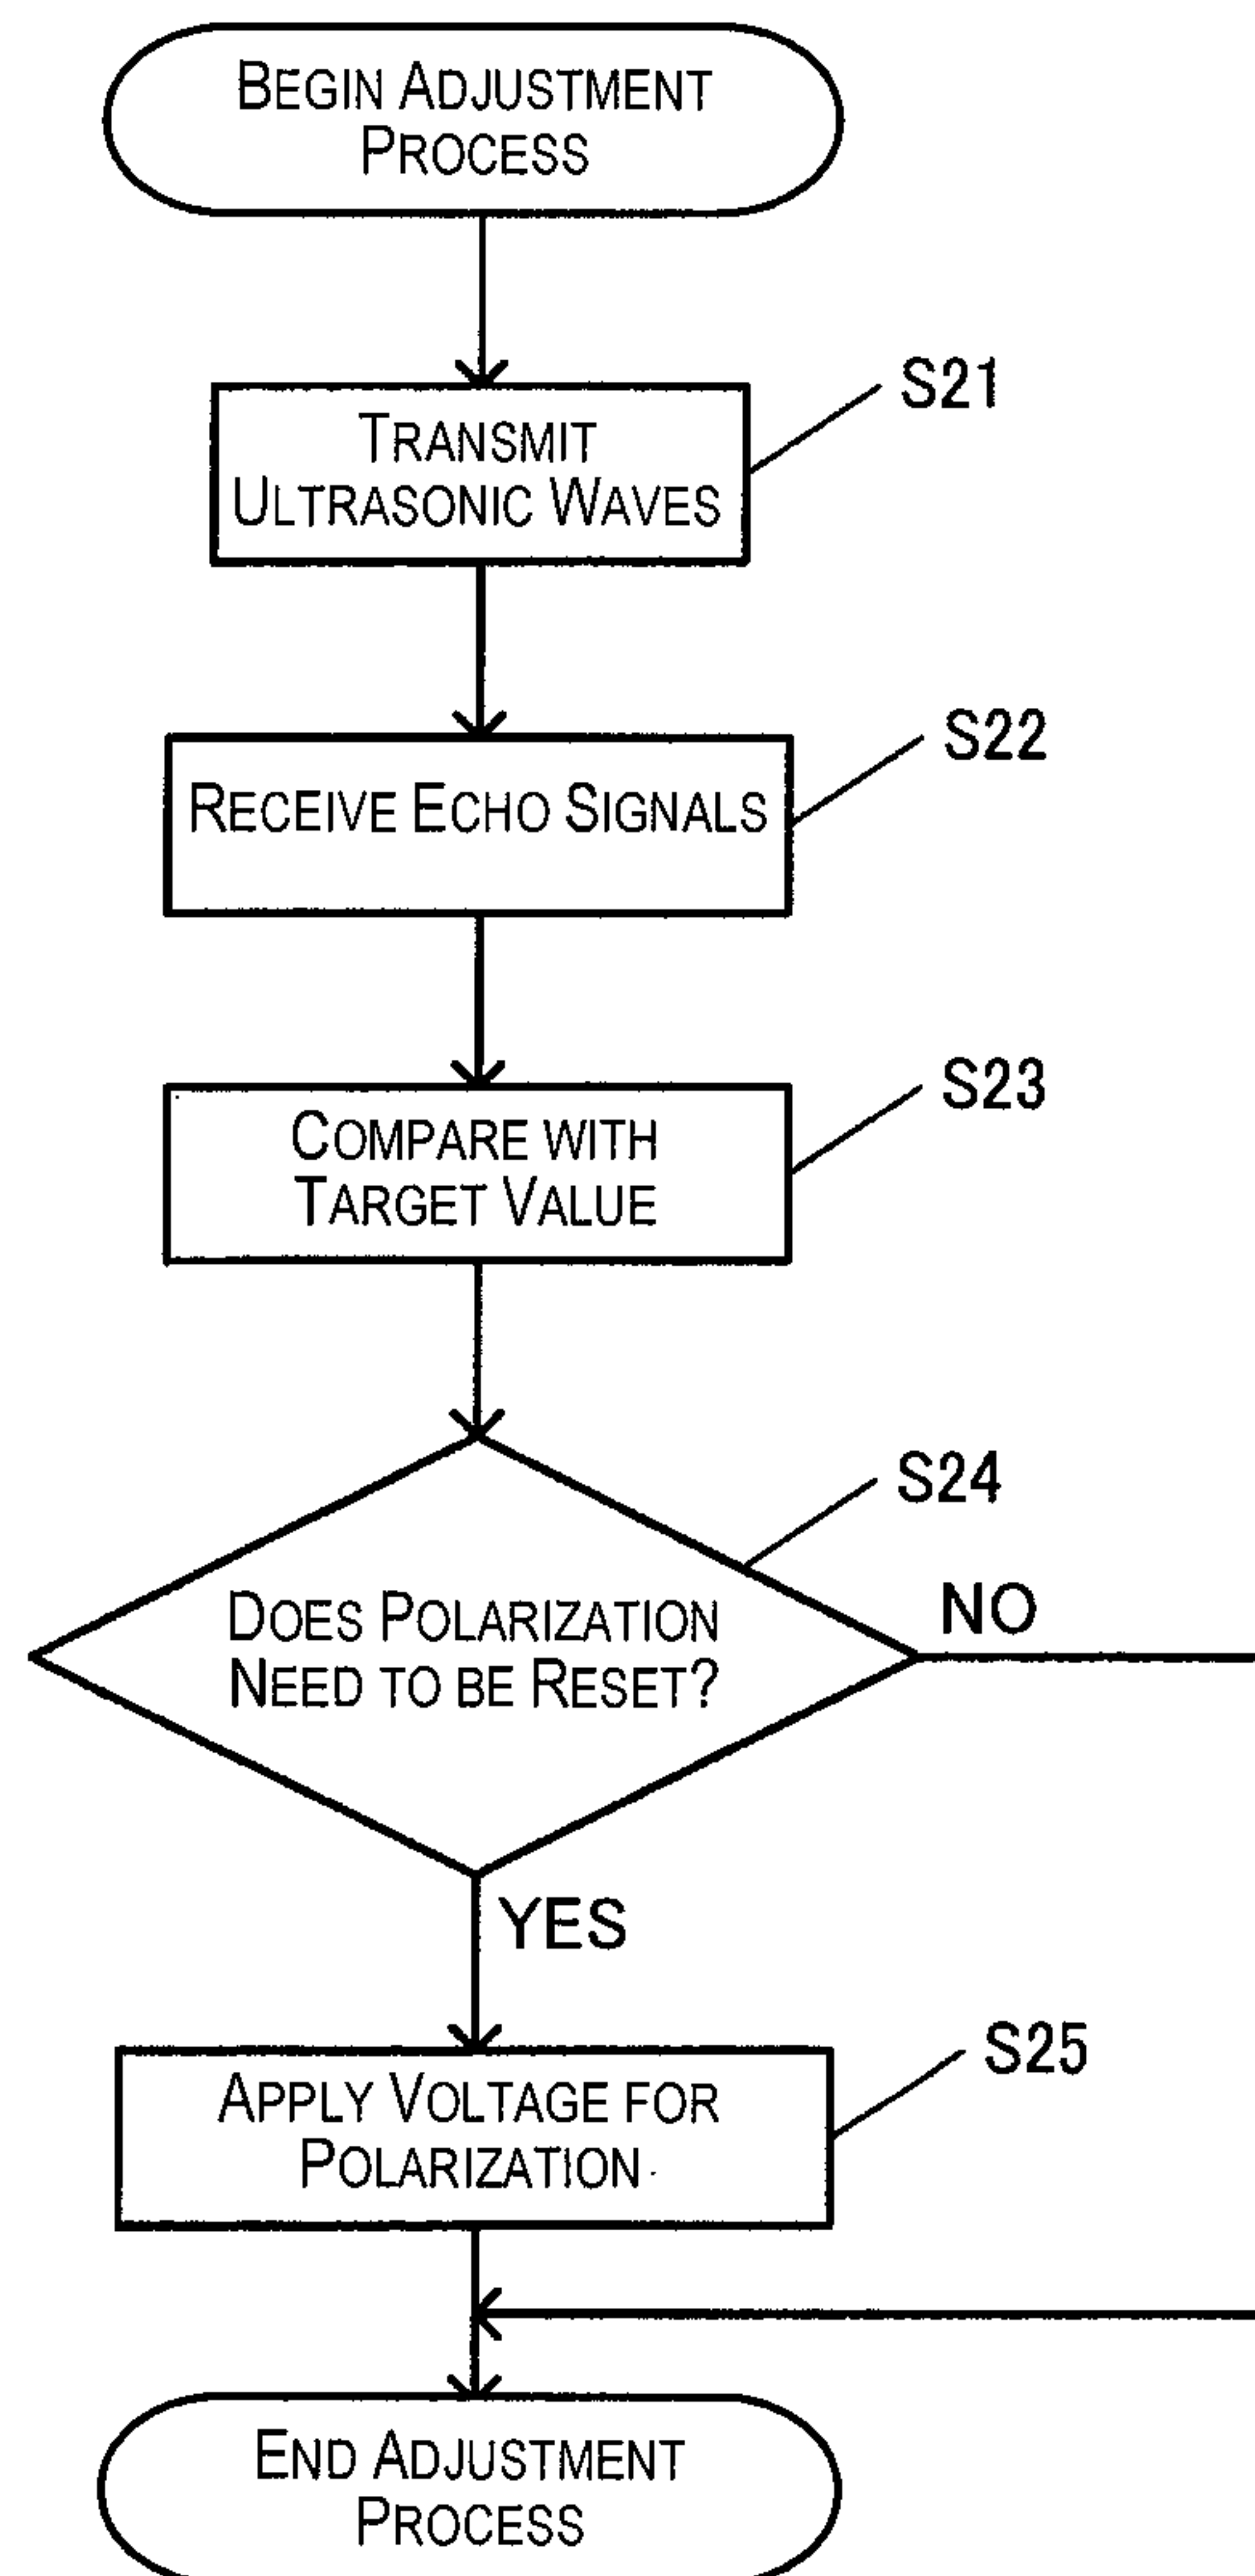 BEGIN ADJUSTMENT
PROCESS
S21
TRANSMIT
ULTRASONIC WAVES
S22
RECEIVE ECHO SIGNALS
S23
COMPARE WITH
TARGET VALUE
S24
DOES POLARIZATION
NEED TO BE RESET?
NO
YES
S25
APPLY VOLTAGE FOR
POLARIZATION
END ADJUSTMENT
PROCESS